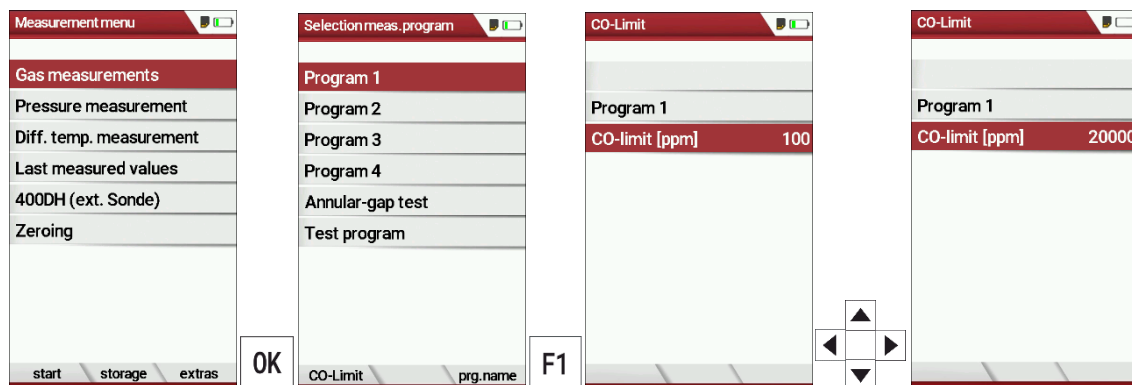 Measurement menu
Gas measurements
Pressure measurement
Diff. temp. measurement
Last measured values
400DH (ext. Sonde)
Zeroing
start storage extras
OK
Selection meas.program
Program 1
Program 2
Program 3
Program 4
Annular-gap test
Test program
CO-Limit prg.name
F1
CO-Limit
Program 1
CO-limit [ppm] 100
CO-Limit
Program 1
CO-limit [ppm] 20000